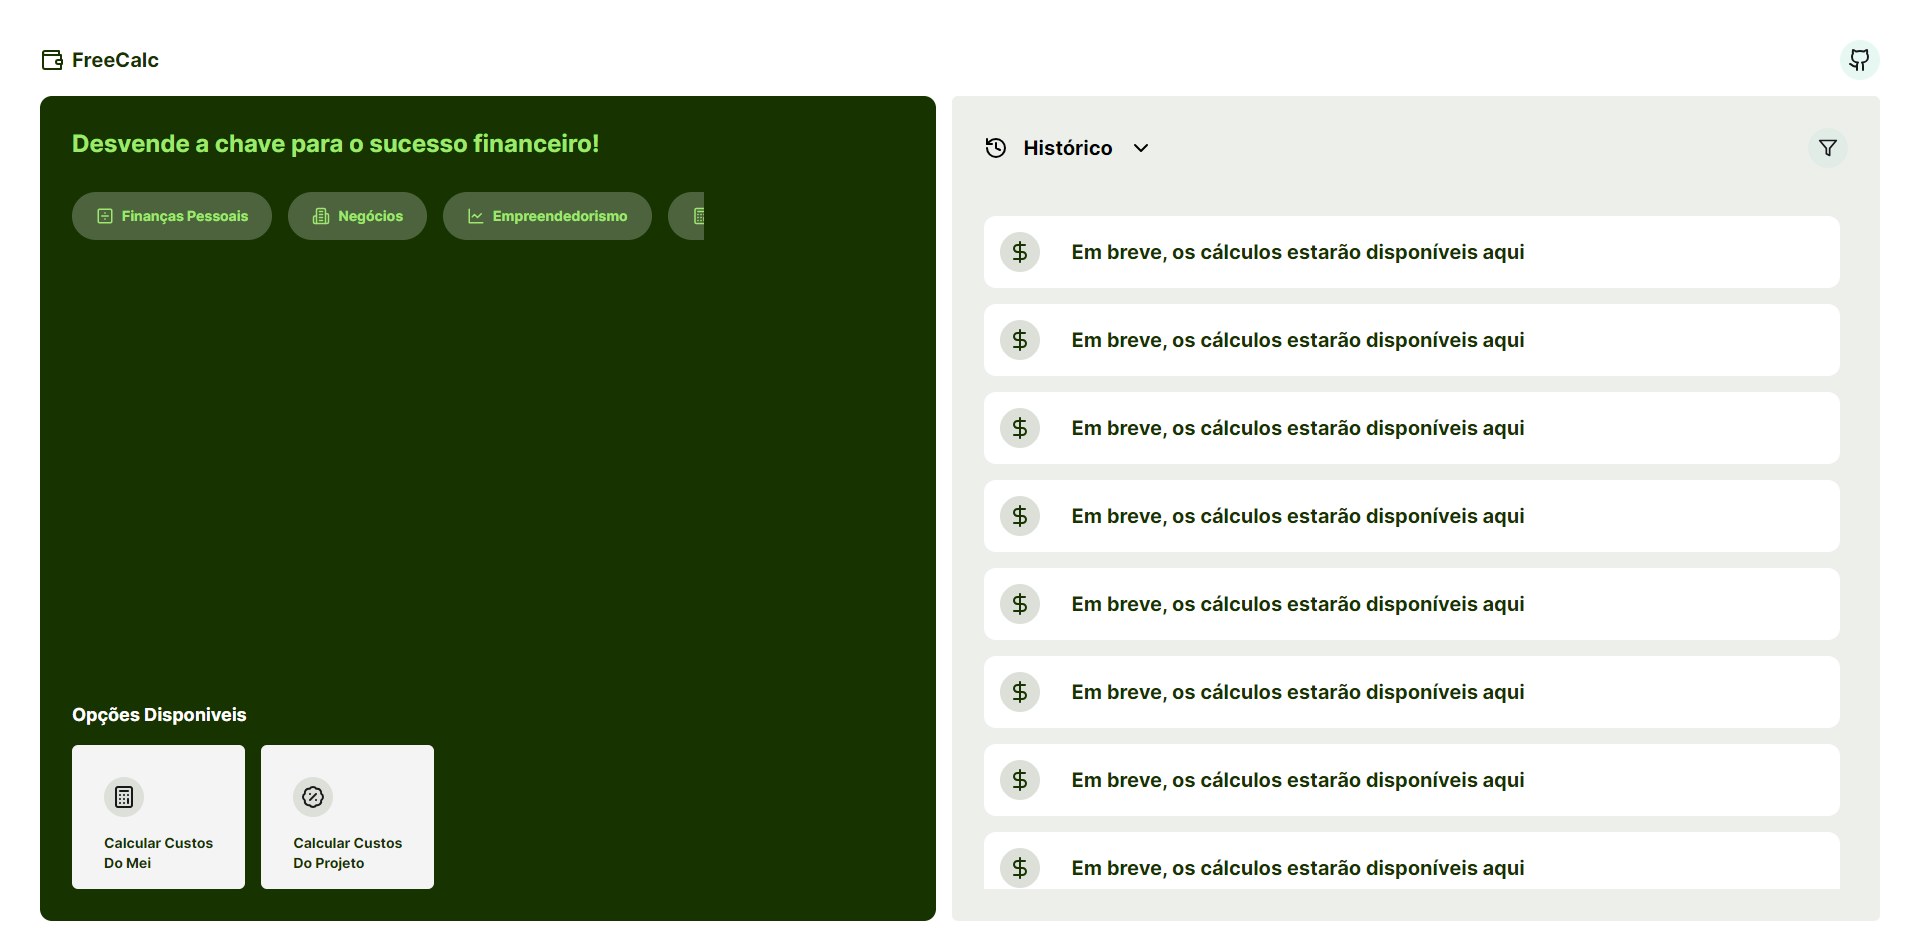 FreeCalc
Desvende a chave para o sucesso financeiro!
Finanças Pessoais
Negócios
Empreendedorismo
Opções Disponiveis
Calcular Custos
Do Mei
Calcular Custos
Do Projeto
Histórico
Em breve, os cálculos estarão disponíveis aqui
Em breve, os cálculos estarão disponíveis aqui
Em breve, os cálculos estarão disponíveis aqui
Em breve, os cálculos estarão disponíveis aqui
Em breve, os cálculos estarão disponíveis aqui
Em breve, os cálculos estarão disponíveis aqui
Em breve, os cálculos estarão disponíveis aqui
Em breve, os cálculos estarão disponíveis aqui